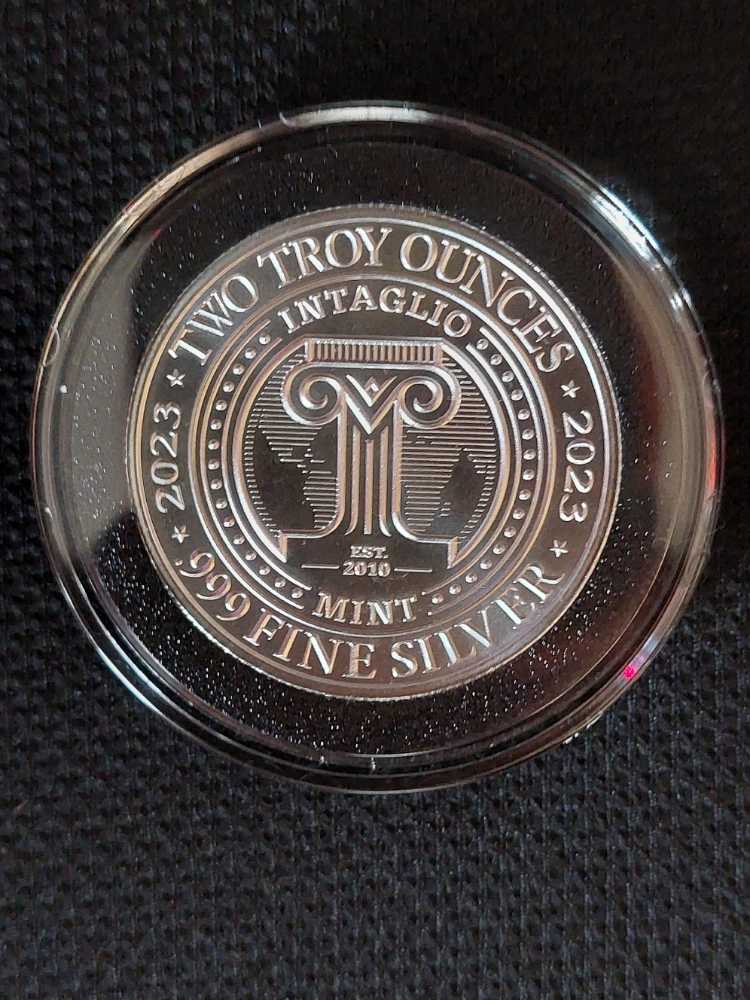 TWO TROY OUNCES
★ 2023 ★
.999 FINE SILVER
★ 2023 ★
INTAGLIO
EST.
2010
MINT